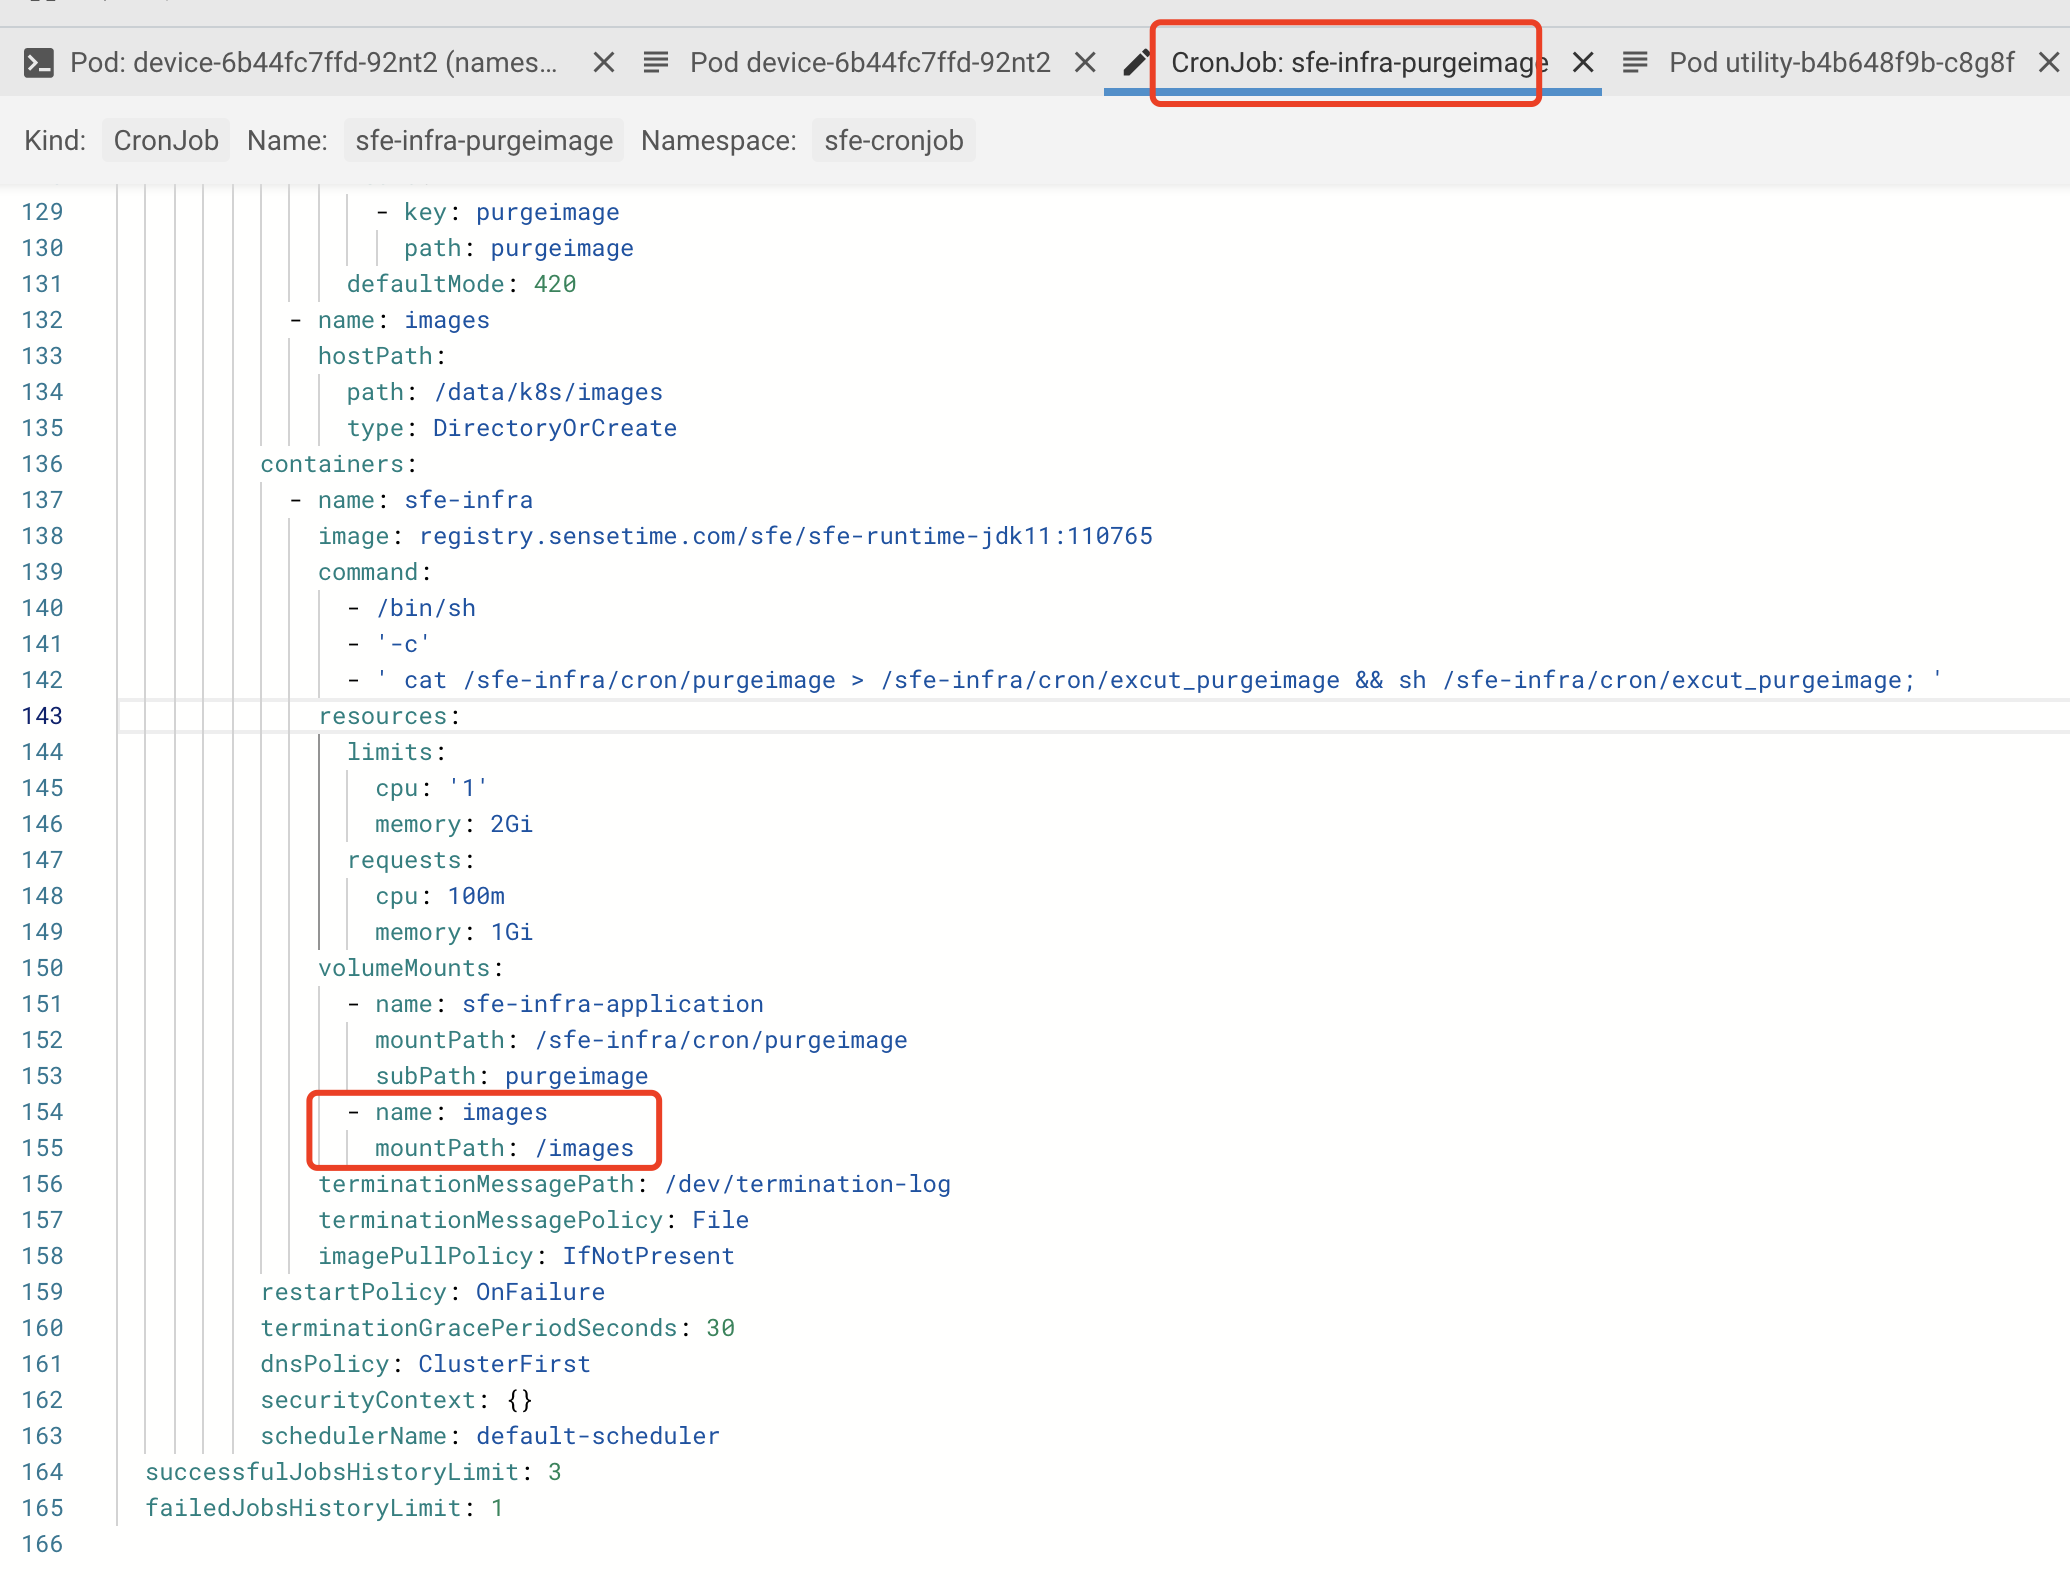 Pod: device-6b44fc7ffd-92nt2 (names... Pod device-6b44fc7ffd-92nt2 CronJob: sfe-infra-purgeimage Pod utility-b4b648f9b-c8g8f
Kind: CronJob Name: sfe-infra-purgeimage Namespace: sfe-cronjob
129 - key: purgeimage
130 path: purgeimage
131 defaultMode: 420
132 - name: images
133 hostPath:
134 path: /data/k8s/images
135 type: DirectoryOrCreate
136 containers:
137 - name: sfe-infra
138 image: registry.sensetime.com/sfe/sfe-runtime-jdk11:110765
139 command:
140 - /bin/sh
141 - '-c'
142 - ' cat /sfe-infra/cron/purgeimage > /sfe-infra/cron/excut_purgeimage && sh /sfe-infra/cron/excut_purgeimage; '
143 resources:
144 limits:
145 cpu: '1'
146 memory: 2Gi
147 requests:
148 cpu: 100m
149 memory: 1Gi
150 volumeMounts:
151 - name: sfe-infra-application
152 mountPath: /sfe-infra/cron/purgeimage
153 subPath: purgeimage
154 - name: images
155 mountPath: /images
156 terminationMessagePath: /dev/termination-log
157 terminationMessagePolicy: File
158 imagePullPolicy: IfNotPresent
159 restartPolicy: OnFailure
160 terminationGracePeriodSeconds: 30
161 dnsPolicy: ClusterFirst
162 securityContext: {}
163 schedulerName: default-scheduler
164 successfulJobsHistoryLimit: 3
165 failedJobsHistoryLimit: 1
166